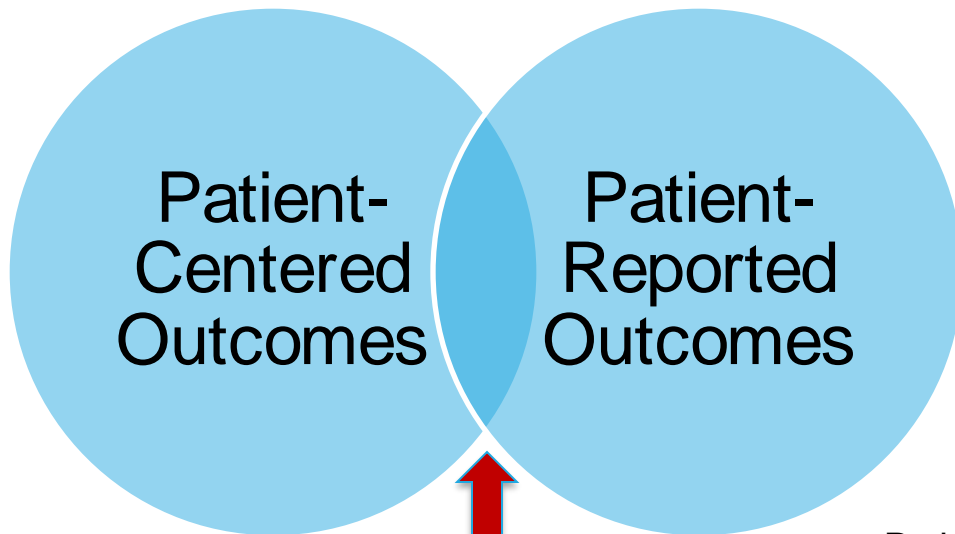 Patient-
Centered
Outcomes
Patient-
Reported
Outcomes